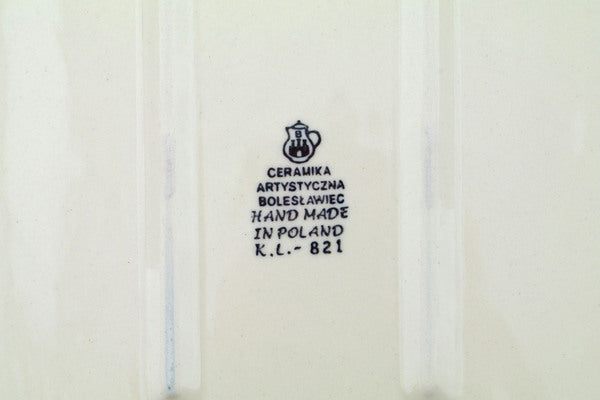 B
CERAMIKA
ARTYSTYCZNA
BOLESŁAWIEC
HAND MADE
IN POLAND
K.L.- 821